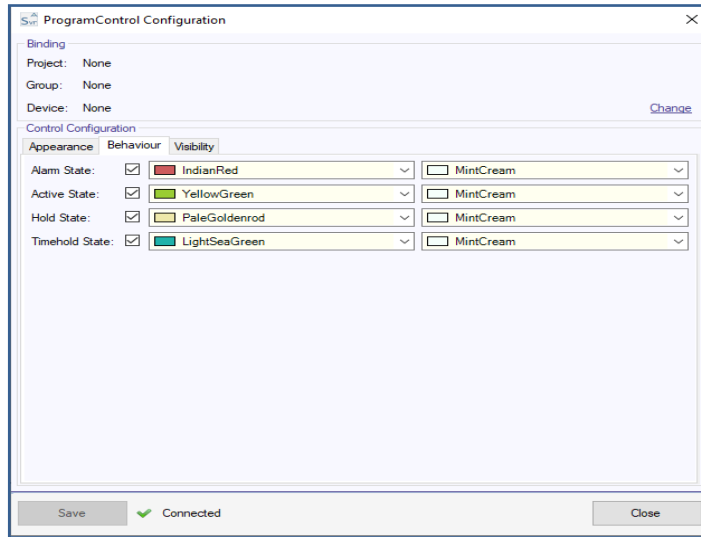 Svr ProgramControl Configuration
Binding
Project: None
Group: None
Device: None Change
Control Configuration
Appearance Behaviour Visibility
Alarm State: IndianRed MintCream
Active State: YellowGreen MintCream
Hold State: PaleGoldenrod MintCream
Timehold State: LightSeaGreen MintCream
Save Connected Close